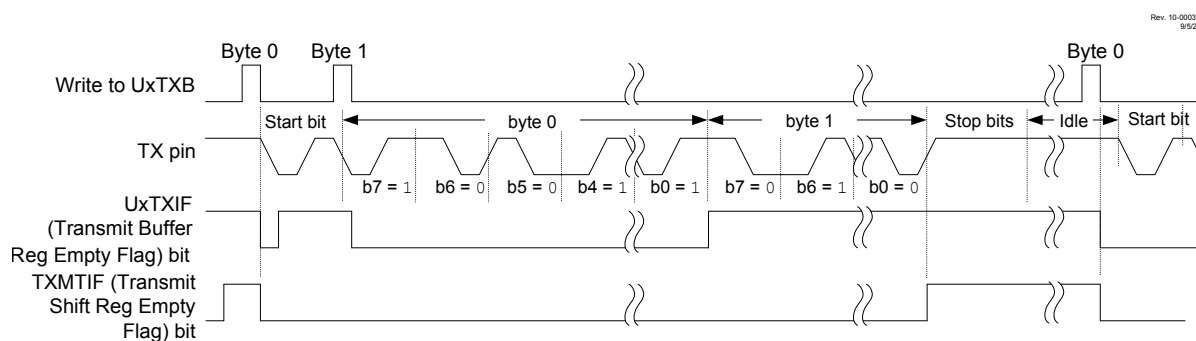 Rev. 10-0003
9/5/2
Byte 0 Byte 1 Byte 0
Write to UxTXB
Start bit byte 0 byte 1 Stop bits Idle Start bit
TX pin
b7 = 1 b6 = 0 b5 = 0 b4 = 1 b0 = 1 b7 = 0 b6 = 1 b0 = 0
UxTXIF
(Transmit Buffer
Reg Empty Flag) bit
TXMTIF (Transmit
Shift Reg Empty
Flag) bit